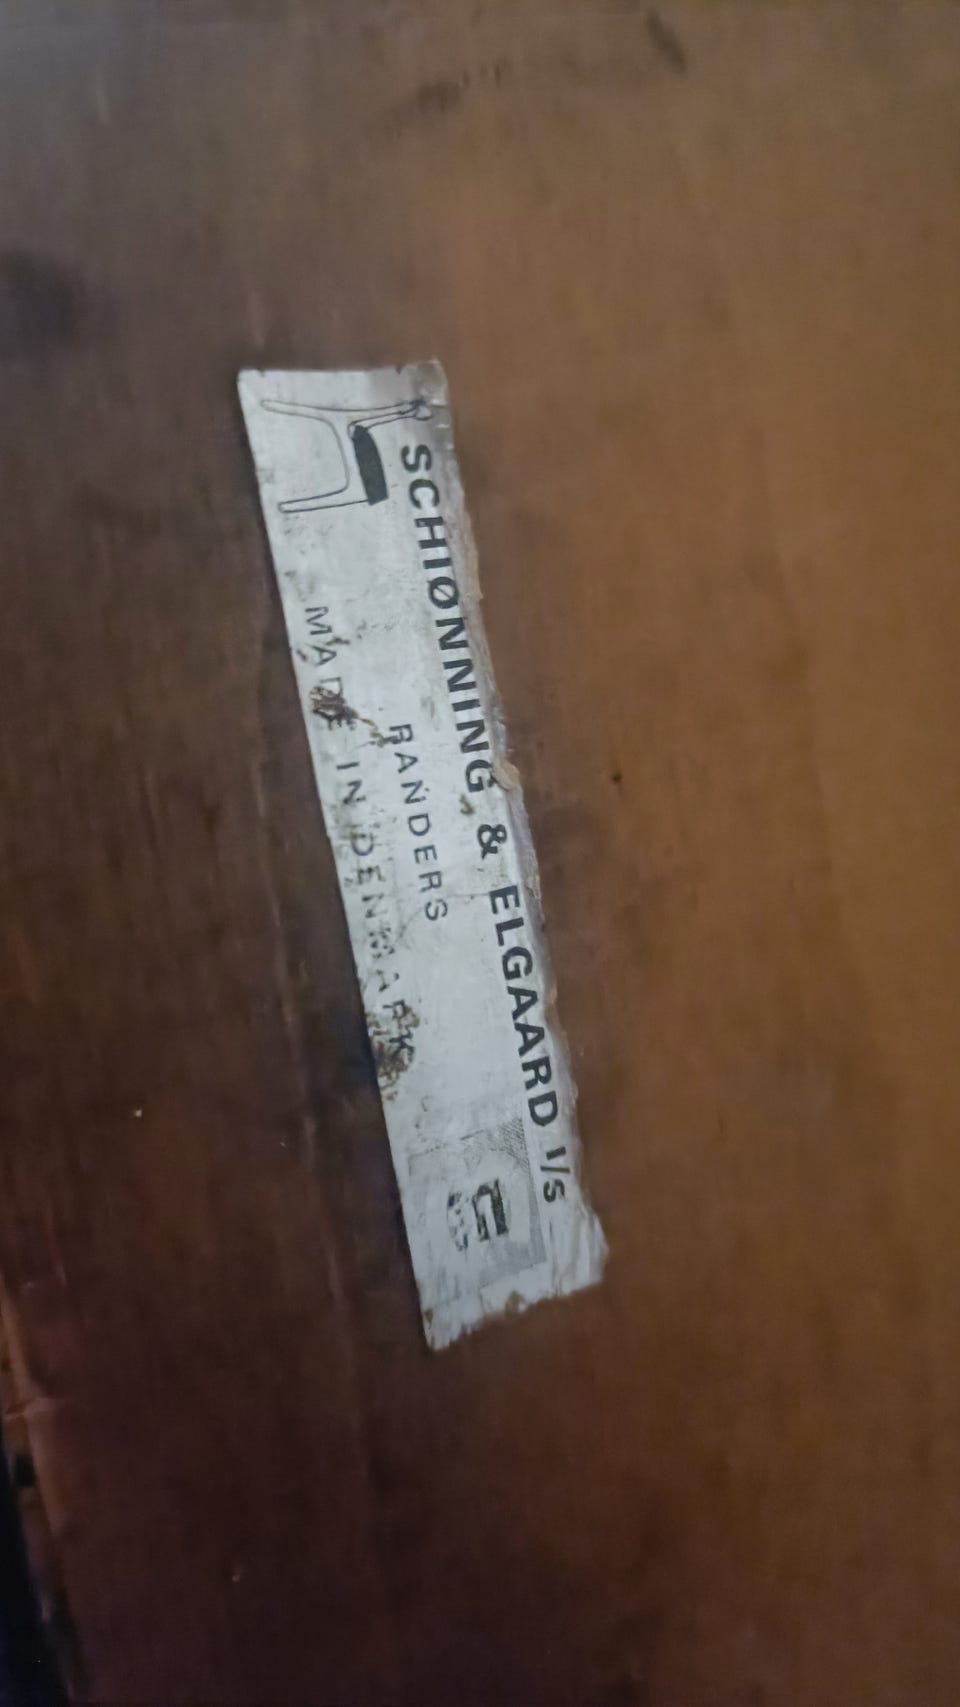 SCHIØNNING & ELGAARD I/S
RANDERS
MADE IN DENMARK